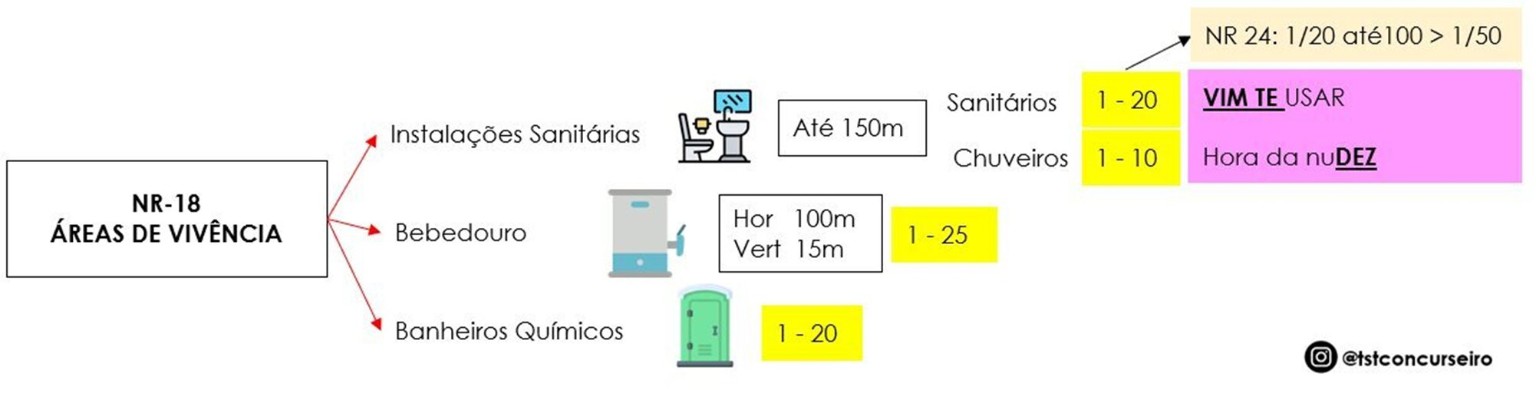 NR 24: 1/20 até100 > 1/50
Sanitários 1 - 20 VIM TE USAR
Instalações Sanitárias Até 150m
Chuveiros 1 - 10 Hora da nuDEZ
NR-18
ÁREAS DE VIVÊNCIA
Bebedouro
Hor 100m
Vert 15m
1 - 25
Banheiros Químicos 1 - 20
@tstconcurseiro